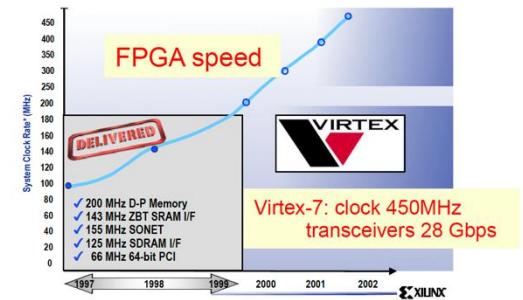 FPGA speed
System Clock Rate* (MHz)
450
400
350
300
250
200
180
160
140
120
100
80
60
40
20
0
DELIVERED
VIRTEX
✓ 200 MHz D-P Memory
✓ 143 MHz ZBT SRAM I/F
✓ 155 MHz SONET
✓ 125 MHz SDRAM I/F
✓ 66 MHz 64-bit PCI
Virtex-7: clock 450MHz
transceivers 28 Gbps
1997 1998 1999 2000 2001 2002
XILINX